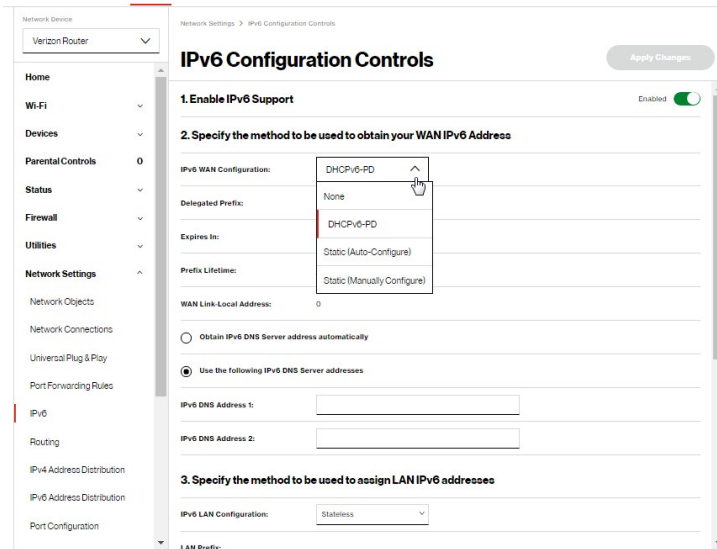 Network Device
Verizon Router
Home
Wi-Fi
Devices
Parental Controls 0
Status
Firewall
Utilities
Network Settings
Network Objects
Network Connections
Universal Plug & Play
Port Forwarding Rules
IPv6
Routing
IPv4 Address Distribution
IPv6 Address Distribution
Port Configuration
Network Settings > IPv6 Configuration Controls
IPv6 Configuration Controls
Apply Changes
1. Enable IPv6 Support
Enabled
2. Specify the method to be used to obtain your WAN IPv6 Address
IPv6 WAN Configuration: DHCPv6-PD
None
DHCPv6-PD
Static (Auto-Configure)
Static (Manually Configure)
Delegated Prefix:
Expires In:
Prefix Lifetime:
WAN Link-Local Address: 0
Obtain IPv6 DNS Server address automatically
Use the following IPv6 DNS Server addresses
IPv6 DNS Address 1:
IPv6 DNS Address 2:
3. Specify the method to be used to assign LAN IPv6 addresses
IPv6 LAN Configuration: Stateless
LAN Prefix: